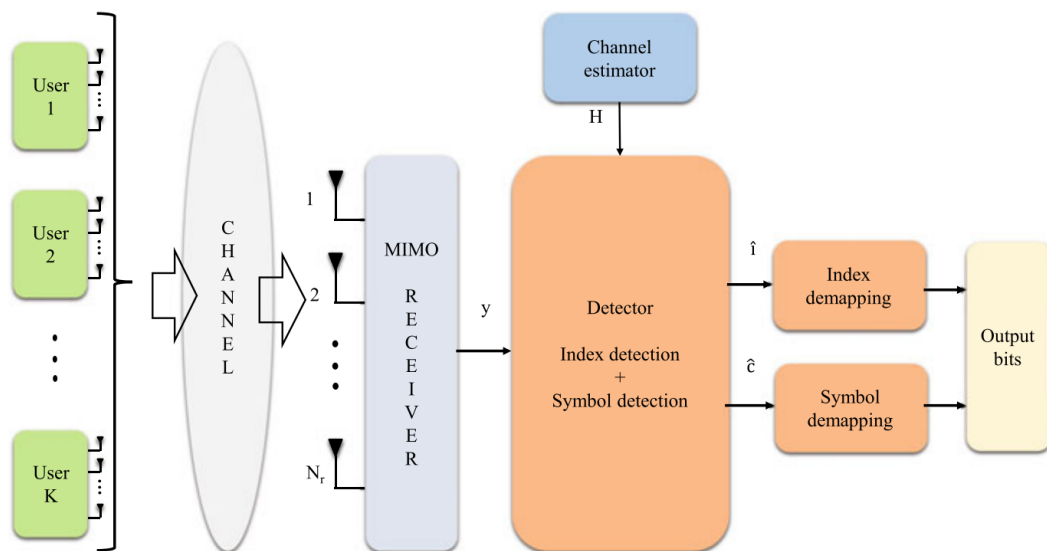 User
1
User
2
User
K
C
H
A
N
N
E
L
1
2
N_r
MIMO
R
E
C
E
I
V
E
R
y
Channel
estimator
H
Detector
Index detection
+
Symbol detection
î
ĉ
Index
demapping
Symbol
demapping
Output
bits